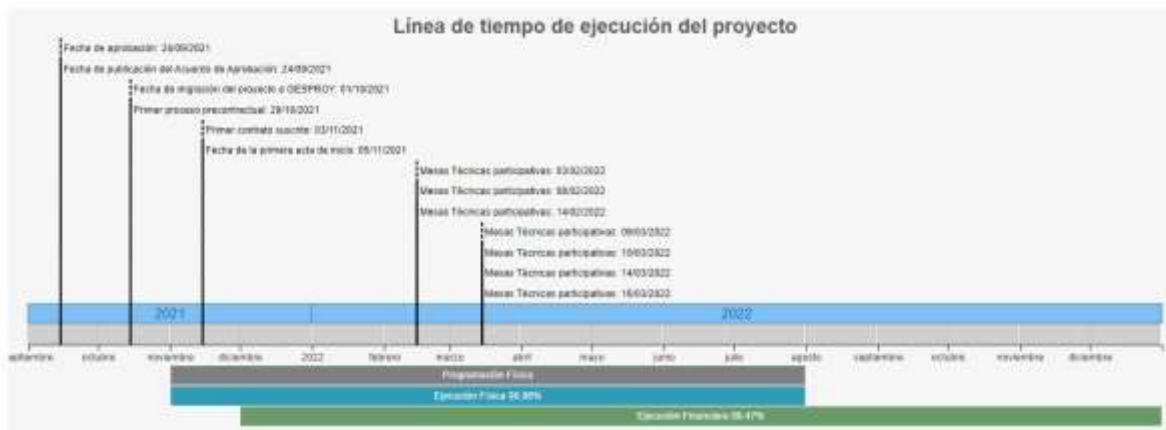 Línea de tiempo de ejecución del proyecto
Fecha de aprobación: /09/2021
Fecha de publicación del Acuerdo de Aprobación: 24/09/2021
Fecha de migración del proyecto a GESPROY: 01/10/2021
Primer proceso precontractual: 29/10/2021
Primer contrato suscrito: 03/11/2021
Fecha de la primera acta de inicio: 05/11/2021
Mesas Técnicas participativas: 03/02/2022
Mesas Técnicas participativas: 08/02/2022
Mesas Técnicas participativas: 14/02/2022
Mesas Técnicas participativas: 09/03/2022
Mesas Técnicas participativas: 10/03/2022
Mesas Técnicas participativas: 14/03/2022
Mesas Técnicas participativas: 16/03/2022
2021 2022
septiembre octubre noviembre diciembre 2022 febrero marzo abril mayo junio julio agosto septiembre octubre noviembre diciembre
Programación Física
Ejecución Física
Ejecución Financiera